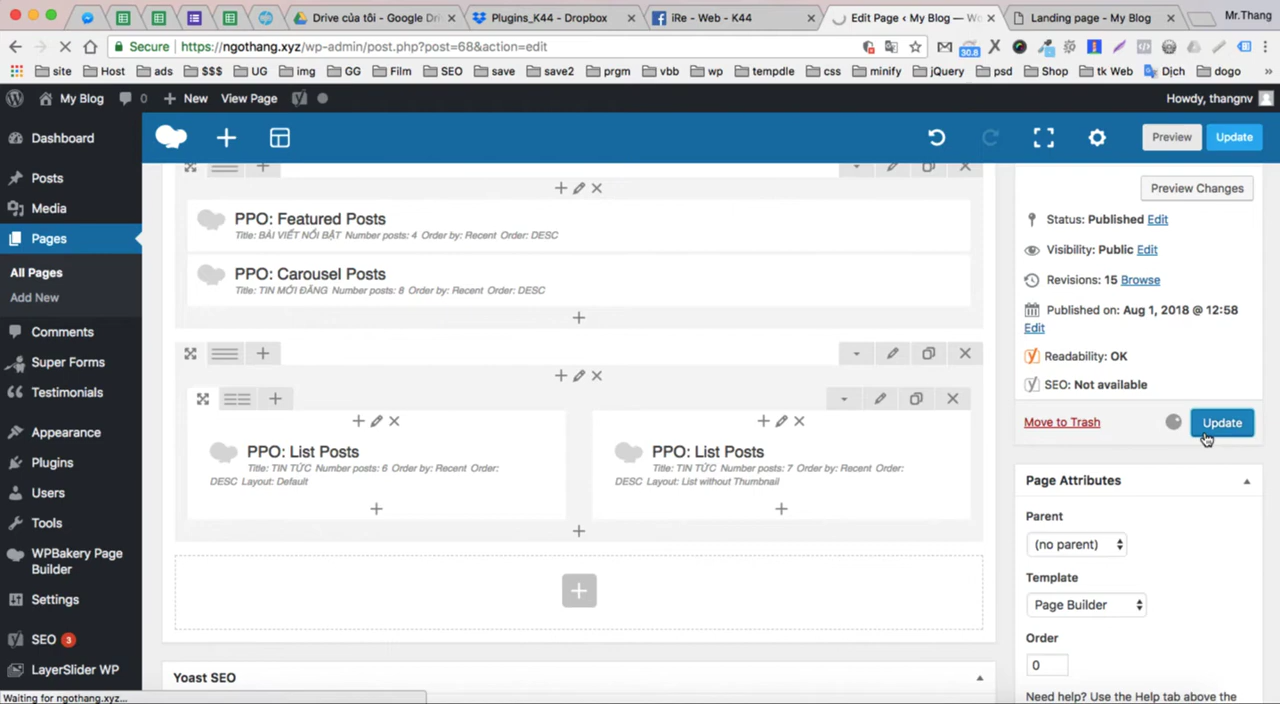 Drive của tôi - Google Dri
Plugins_K44 - Dropbox
iRe - Web - K44
Edit Page ‹ My Blog — Wo
Landing page - My Blog
Mr.Thang
Secure
https://ngothang.xyz/wp-admin/post.php?post=68&action=edit
30.8
site
Host
ads
$$$
UG
img
GG
Film
SEO
save
save2
prgm
vbb
wp
tempdle
css
minify
jQuery
psd
Shop
tk Web
Dịch
dogo
»
My Blog
0
New
View Page
Howdy, thangnv
Dashboard
Posts
Media
Pages
All Pages
Add New
Comments
Super Forms
Testimonials
Appearance
Plugins
Users
Tools
WPBakery Page
Builder
Settings
SEO 3
LayerSlider WP
Preview
Update
PPO: Featured Posts
Title: BÀI VIẾT NỔI BẬT Number posts: 4 Order by: Recent Order: DESC
PPO: Carousel Posts
Title: TIN MỚI ĐĂNG Number posts: 8 Order by: Recent Order: DESC
PPO: List Posts
Title: TIN TỨC Number posts: 6 Order by: Recent Order:
DESC Layout: Default
PPO: List Posts
Title: TIN TỨC Number posts: 7 Order by: Recent Order:
DESC Layout: List without Thumbnail
Yoast SEO
Preview Changes
Status: Published Edit
Visibility: Public Edit
Revisions: 15 Browse
Published on: Aug 1, 2018 @ 12:58
Edit
Readability: OK
SEO: Not available
Move to Trash
Update
Page Attributes
Parent
(no parent)
Template
Page Builder
Order
0
Need help? Use the Help tab above the
Waiting for ngothang.xyz...